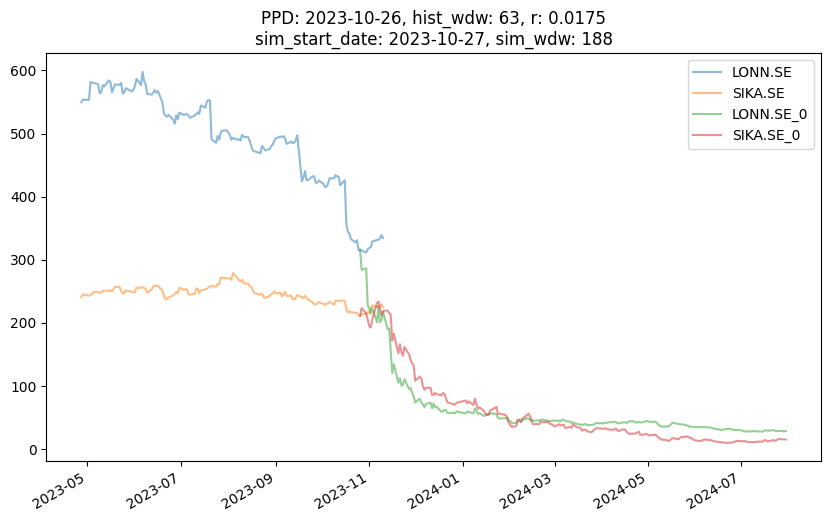 PPD: 2023-10-26, hist_wdw: 63, r: 0.0175
sim_start_date: 2023-10-27, sim_wdw: 188
LONN.SE
SIKA.SE
LONN.SE_0
SIKA.SE_0
600
500
400
300
200
100
0
2023-05
2023-07
2023-09
2023-11
2024-01
2024-03
2024-05
2024-07